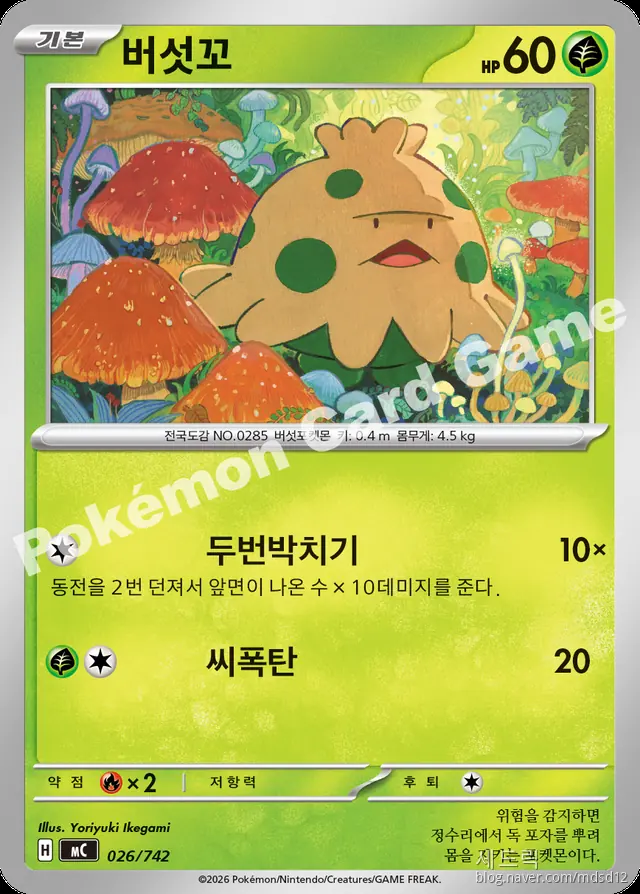 기본
버섯꼬
HP 60
전국도감 NO.0285 버섯포켓몬 키: 0.4 m 몸무게: 4.5 kg
Pokémon Card Game
두번박치기 10×
동전을 2번 던져서 앞면이 나온 수 × 10데미지를 준다.
씨폭탄 20
약점 ×2 저항력 후퇴
Illus. Yoriyuki Ikegami
H MC 026/742
위험을 감지하면
정수리에서 독 포자를 뿌려
몸을 지키는 포켓몬이다.
blog.naver.com/mdsd12
©2026 Pokémon/Nintendo/Creatures/GAME FREAK.